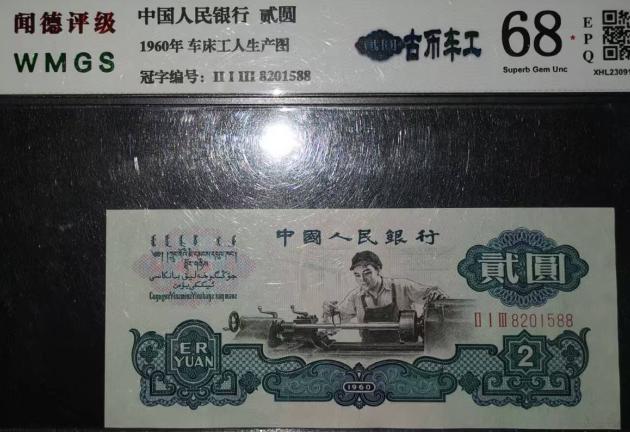 闻德评级
WMGS
中国人民银行 贰圆
1960年 车床工人生产图
冠字编号: II I III 8201588
古币车工
68*
Superb Gem Unc
EPQ
中國人民銀行
貳圓
II I III 8201588
ER
YUAN
1960
2